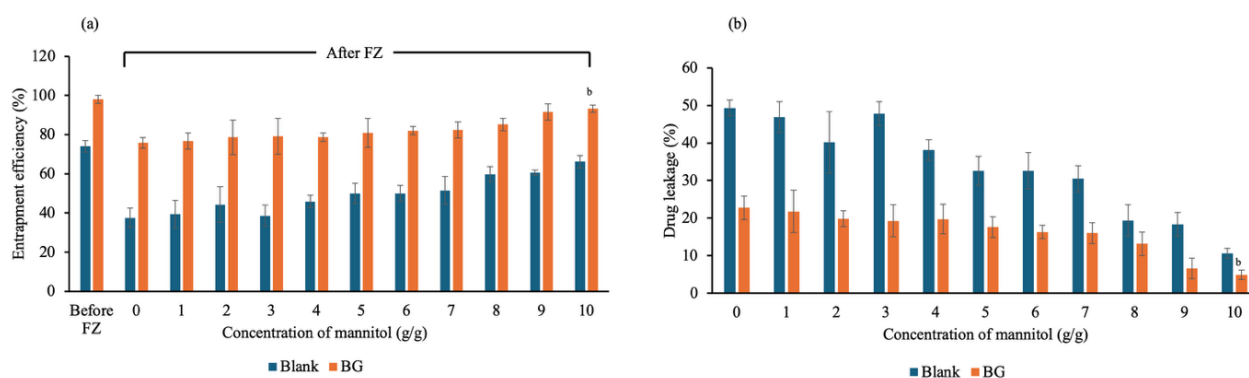 (a)
After FZ
Entrapment efficiency (%)
120
100
80
60
40
20
0
b
Before FZ 0 1 2 3 4 5 6 7 8 9 10
Concentration of mannitol (g/g)
Blank BG
(b)
Drug leakage (%)
60
50
40
30
20
10
0
b
0 1 2 3 4 5 6 7 8 9 10
Concentration of mannitol (g/g)
Blank BG